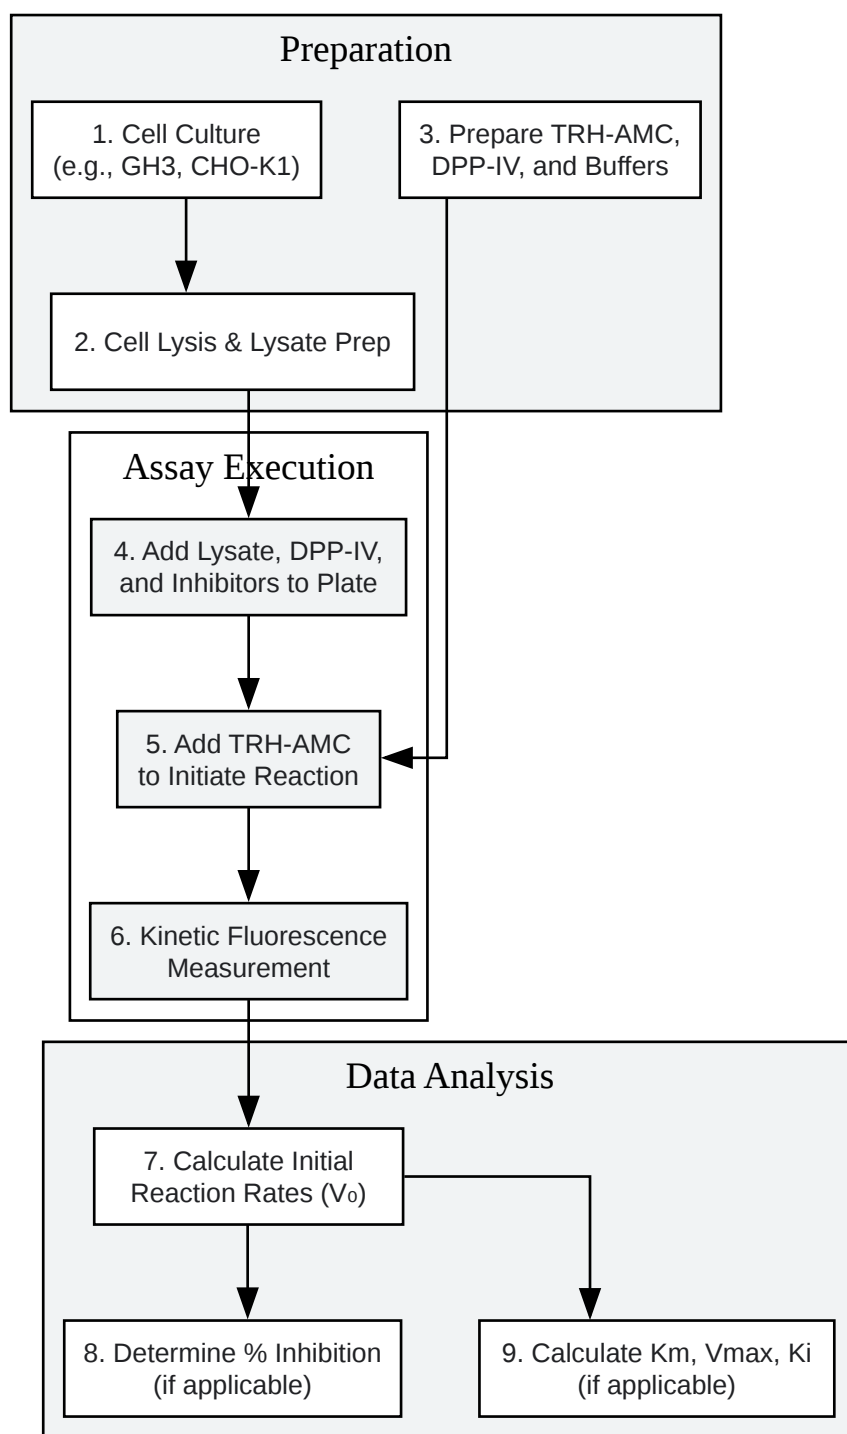 Preparation
1. Cell Culture
(e.g., GH3, CHO-K1)
3. Prepare TRH-AMC,
DPP-IV, and Buffers
2. Cell Lysis & Lysate Prep
Assay Execution
4. Add Lysate, DPP-IV,
and Inhibitors to Plate
5. Add TRH-AMC
to Initiate Reaction
6. Kinetic Fluorescence
Measurement
Data Analysis
7. Calculate Initial
Reaction Rates (V₀)
8. Determine % Inhibition
(if applicable)
9. Calculate Km, Vmax, Ki
(if applicable)